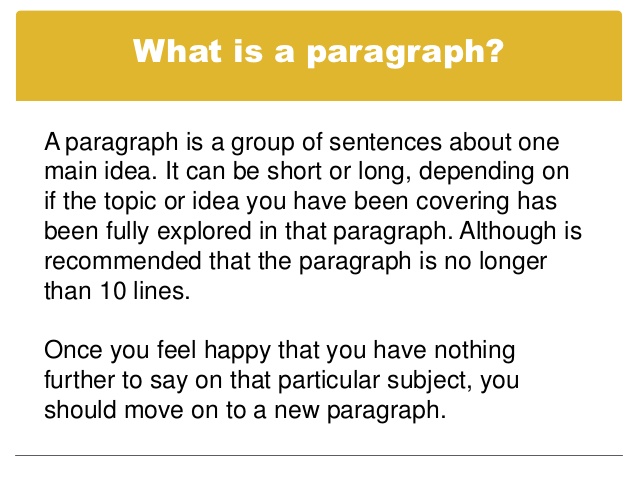 What is a paragraph?
A paragraph is a group of sentences about one
main idea. It can be short or long, depending on
if the topic or idea you have been covering has
been fully explored in that paragraph. Although is
recommended that the paragraph is no longer
than 10 lines.
Once you feel happy that you have nothing
further to say on that particular subject, you
should move on to a new paragraph.